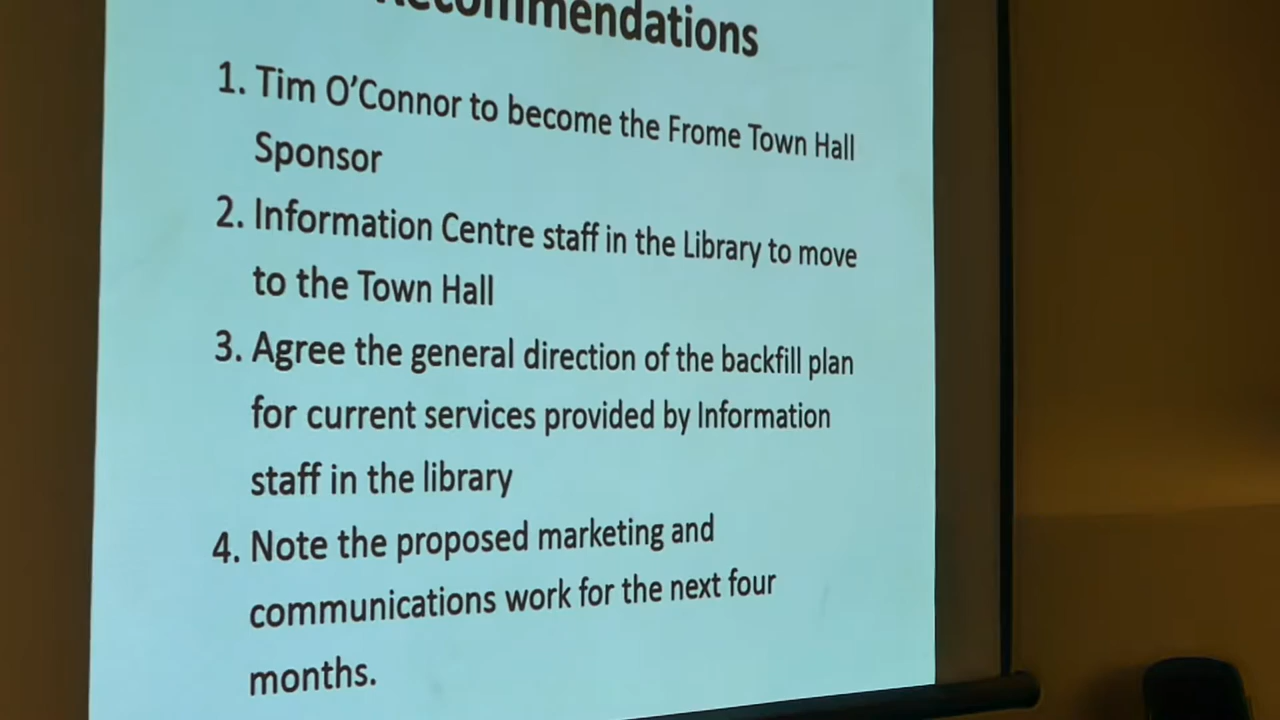 Recommendations
1. Tim O'Connor to become the Frome Town Hall
Sponsor
2. Information Centre staff in the Library to move
to the Town Hall
3. Agree the general direction of the backfill plan
for current services provided by Information
staff in the library
4. Note the proposed marketing and
communications work for the next four
months.